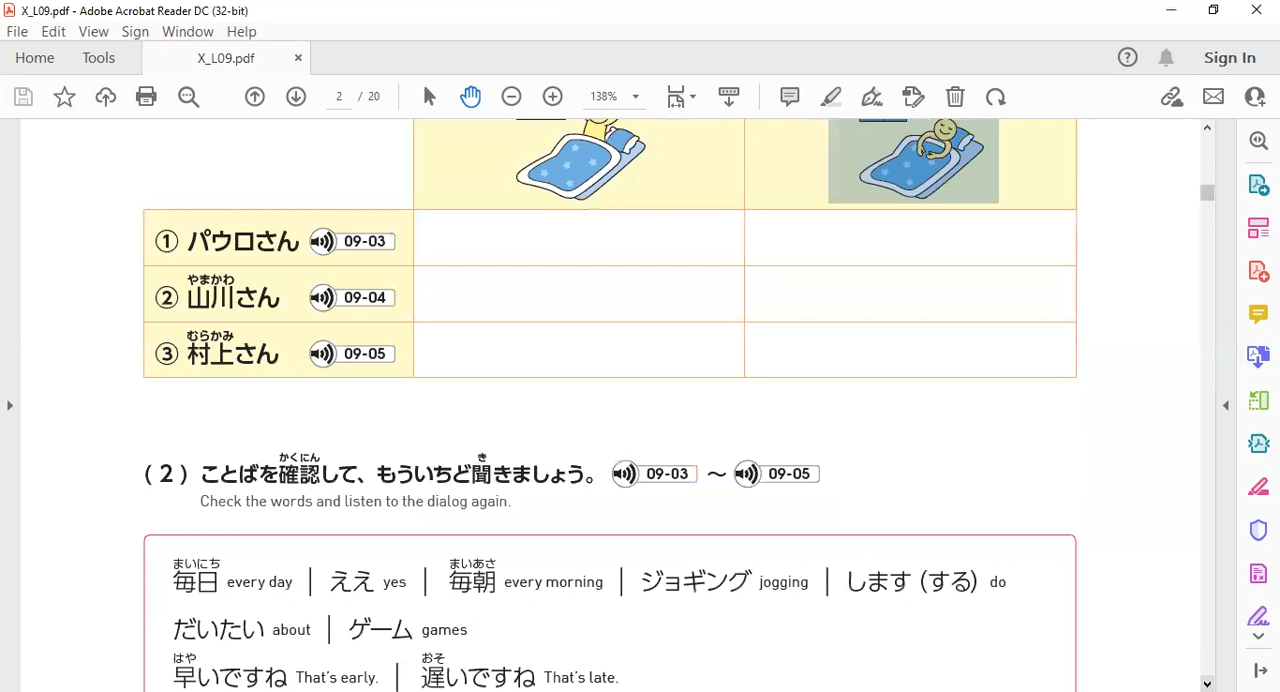 X_L09.pdf - Adobe Acrobat Reader DC (32-bit)
File Edit View Sign Window Help
Home Tools X_L09.pdf × Sign In
2 / 20 138%
① パウロさん 09-03
やまかわ
② 山川さん 09-04
むらかみ
③ 村上さん 09-05
かくにん き
(2) ことばを確認して、もういちど聞きましょう。 09-03 ～ 09-05
Check the words and listen to the dialog again.
まいにち まいあさ
毎日 every day | ええ yes | 毎朝 every morning | ジョギング jogging | します（する） do
だいたい about | ゲーム games
はや おそ
早いですね That's early. | 遅いですね That's late.